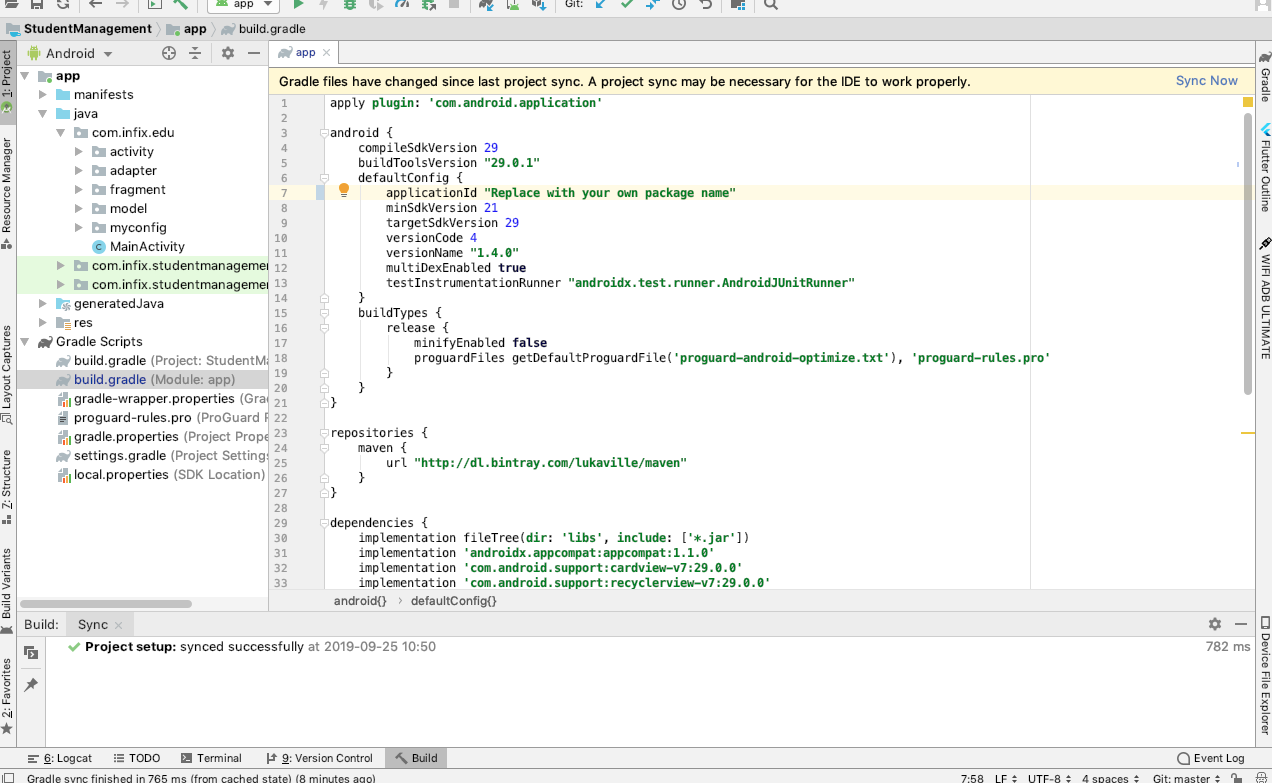 app
Git:
StudentManagement
app
build.gradle
Android
app
Gradle files have changed since last project sync. A project sync may be necessary for the IDE to work properly.
Sync Now
1: Project
Resource Manager
Layout Captures
Z: Structure
Build Variants
2: Favorites
app
manifests
java
com.infix.edu
activity
adapter
fragment
model
myconfig
C MainActivity
com.infix.studentmanagemen
com.infix.studentmanagemen
generatedJava
res
Gradle Scripts
build.gradle (Project: StudentMa
build.gradle (Module: app)
gradle-wrapper.properties (Gra
proguard-rules.pro (ProGuard R
gradle.properties (Project Prope
settings.gradle (Project Settings
local.properties (SDK Location)
1 apply plugin: 'com.android.application'
2
3 android {
4 compileSdkVersion 29
5 buildToolsVersion "29.0.1"
6 defaultConfig {
7 applicationId "Replace with your own package name"
8 minSdkVersion 21
9 targetSdkVersion 29
10 versionCode 4
11 versionName "1.4.0"
12 multiDexEnabled true
13 testInstrumentationRunner "androidx.test.runner.AndroidJUnitRunner"
14 }
15 buildTypes {
16 release {
17 minifyEnabled false
18 proguardFiles getDefaultProguardFile('proguard-android-optimize.txt'), 'proguard-rules.pro'
19 }
20 }
21 }
22
23 repositories {
24 maven {
25 url "http://dl.bintray.com/lukaville/maven"
26 }
27 }
28
29 dependencies {
30 implementation fileTree(dir: 'libs', include: ['*.jar'])
31 implementation 'androidx.appcompat:appcompat:1.1.0'
32 implementation 'com.android.support:cardview-v7:29.0.0'
33 implementation 'com.android.support:recyclerview-v7:29.0.0'
android{} › defaultConfig{}
Gradle
Flutter Outline
WIFI ADB ULTIMATE
Device File Explorer
Build: Sync
Project setup: synced successfully at 2019-09-25 10:50
782 ms
6: Logcat
TODO
Terminal
9: Version Control
Build
Event Log
Gradle sync finished in 765 ms (from cached state) (8 minutes ago)
7:58 LF UTF-8 4 spaces Git: master